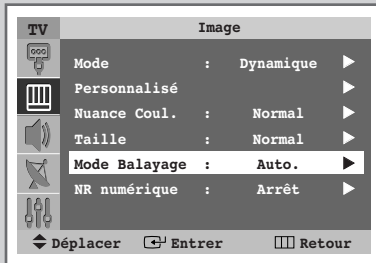 TV Image
Mode : Dynamique
Personnalisé
Nuance Coul. : Normal
Taille : Normal
Mode Balayage : Auto.
NR numérique : Arrêt
Déplacer Entrer Retour